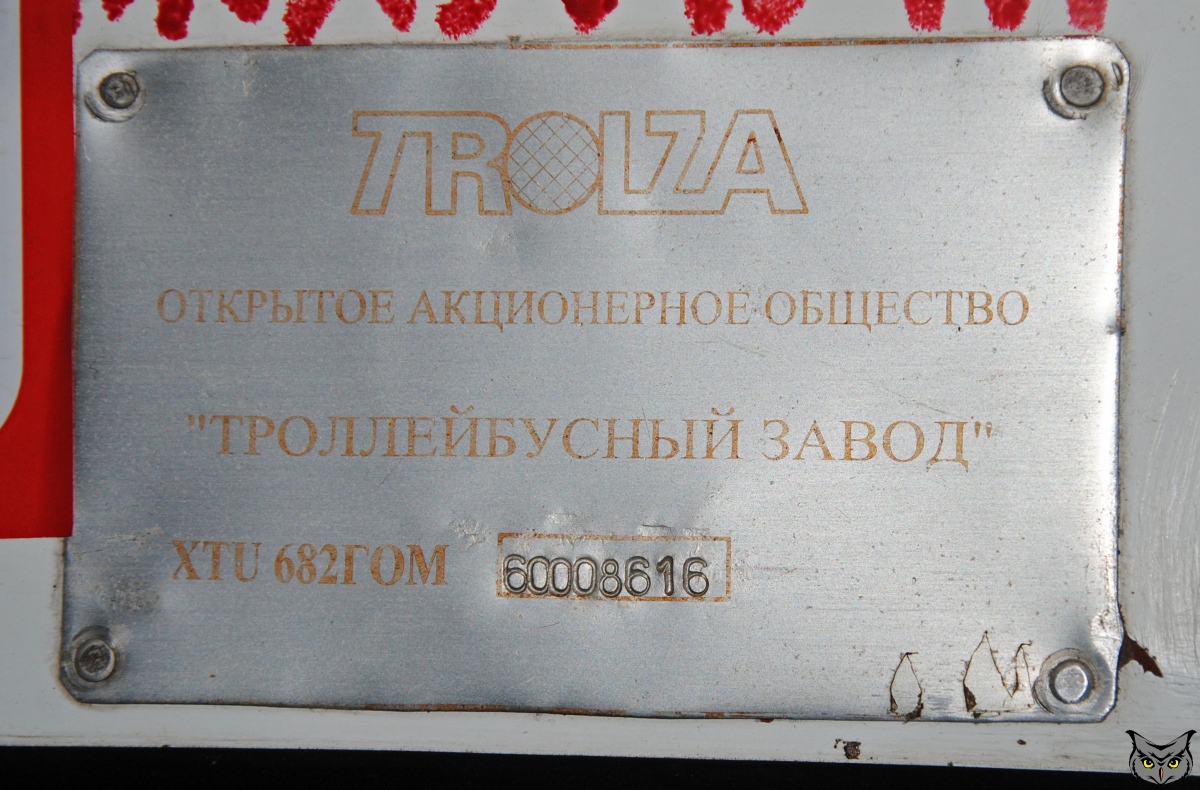 TROLZA
ОТКРЫТОЕ АКЦИОНЕРНОЕ ОБЩЕСТВО
"ТРОЛЛЕЙБУСНЫЙ ЗАВОД"
XTU 682ГОМ 60008616